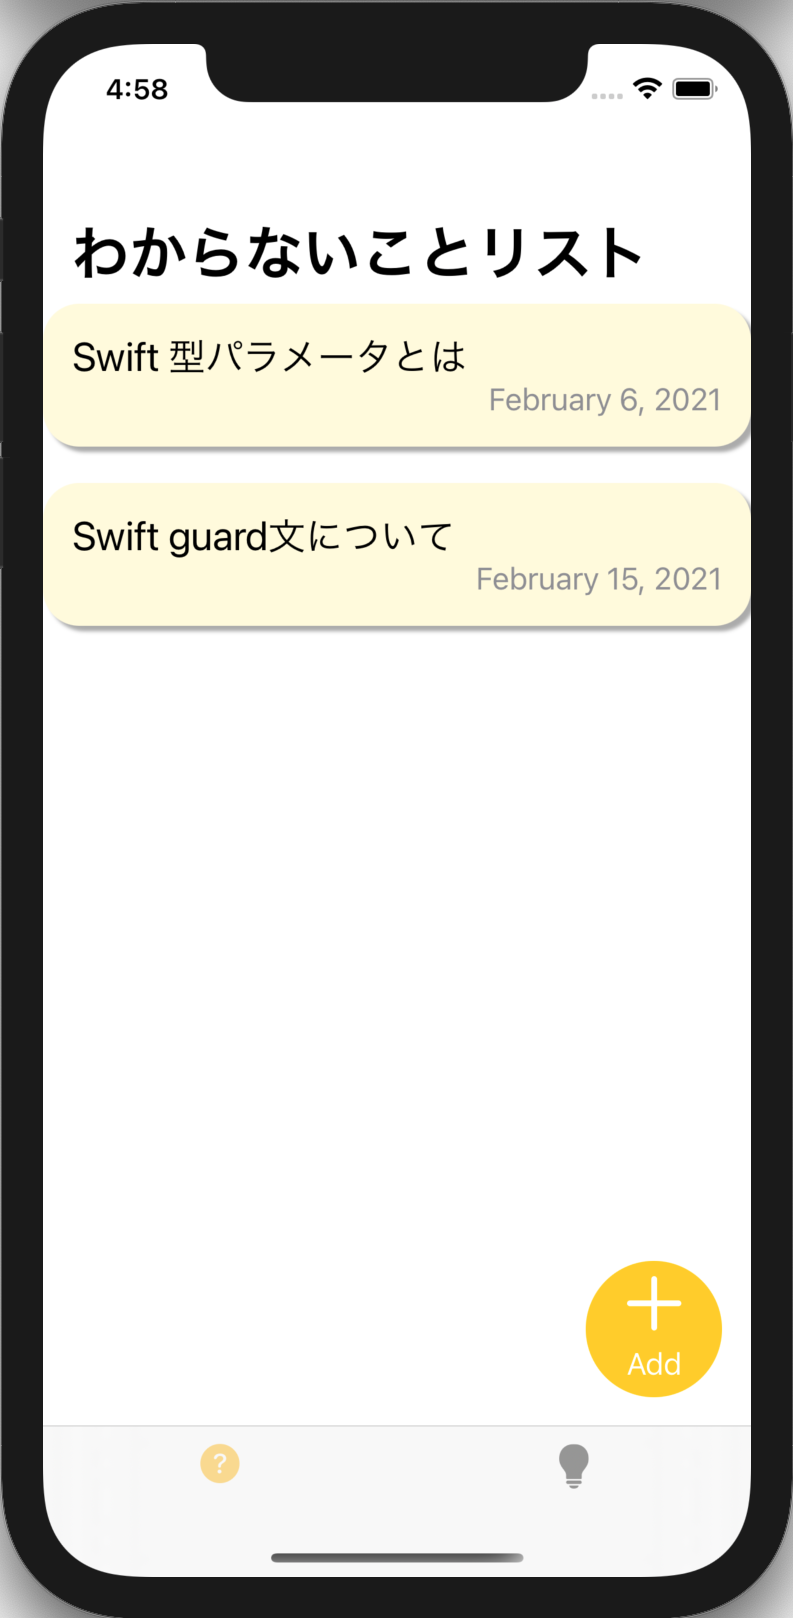 4:58
わからないことリスト
Swift 型パラメータとは
February 6, 2021
Swift guard文について
February 15, 2021
Add
?